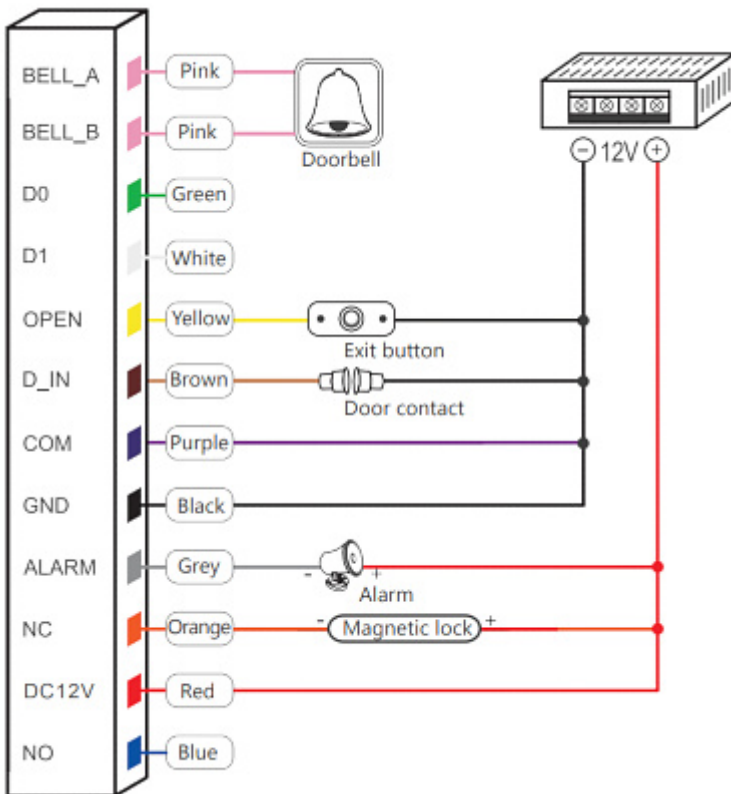 BELL_A Pink
BELL_B Pink
Doorbell
- 12V +
D0 Green
D1 White
OPEN Yellow
Exit button
D_IN Brown
Door contact
COM Purple
GND Black
ALARM Grey - +
Alarm
NC Orange - Magnetic lock +
DC12V Red
NO Blue